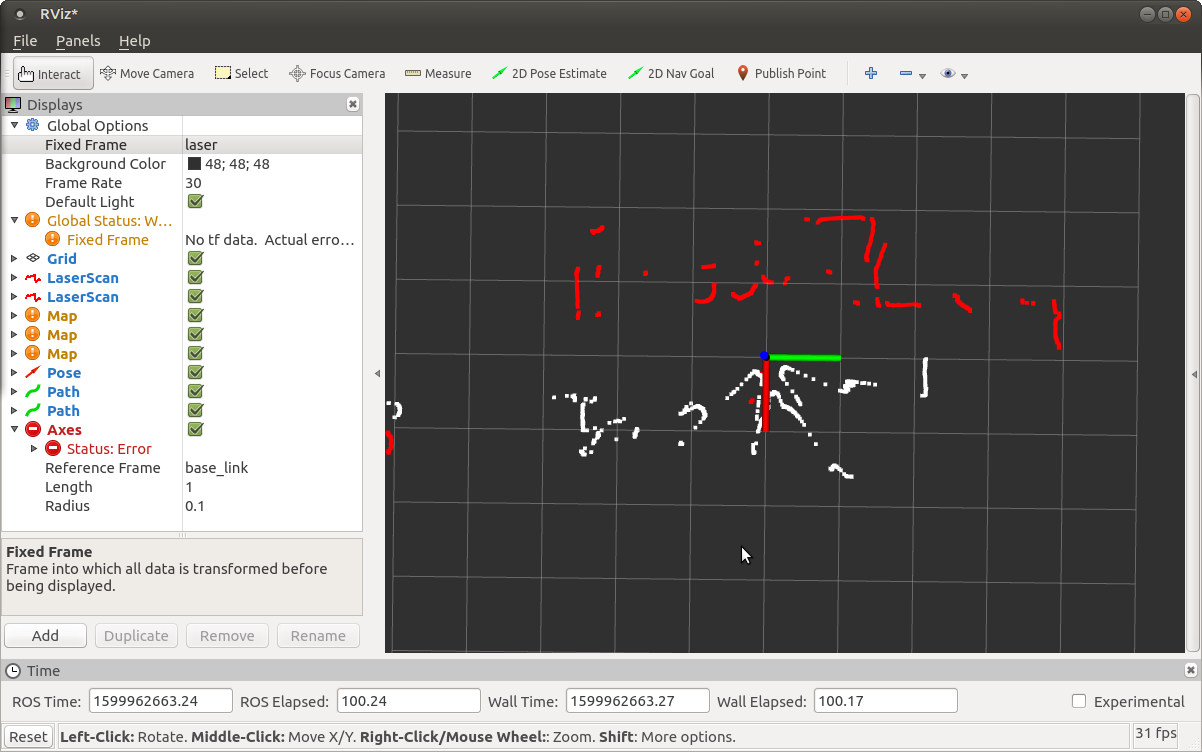 RViz*
File Panels Help
Interact Move Camera Select Focus Camera Measure 2D Pose Estimate 2D Nav Goal Publish Point
Displays
Global Options
Fixed Frame laser
Background Color 48; 48; 48
Frame Rate 30
Default Light
Global Status: W...
Fixed Frame No tf data. Actual erro...
Grid
LaserScan
LaserScan
Map
Map
Map
Pose
Path
Path
Axes
Status: Error
Reference Frame base_link
Length 1
Radius 0.1
Fixed Frame
Frame into which all data is transformed before
being displayed.
Add Duplicate Remove Rename
Time
ROS Time: 1599962663.24 ROS Elapsed: 100.24 Wall Time: 1599962663.27 Wall Elapsed: 100.17 Experimental
Reset Left-Click: Rotate. Middle-Click: Move X/Y. Right-Click/Mouse Wheel:: Zoom. Shift: More options. 31 fps